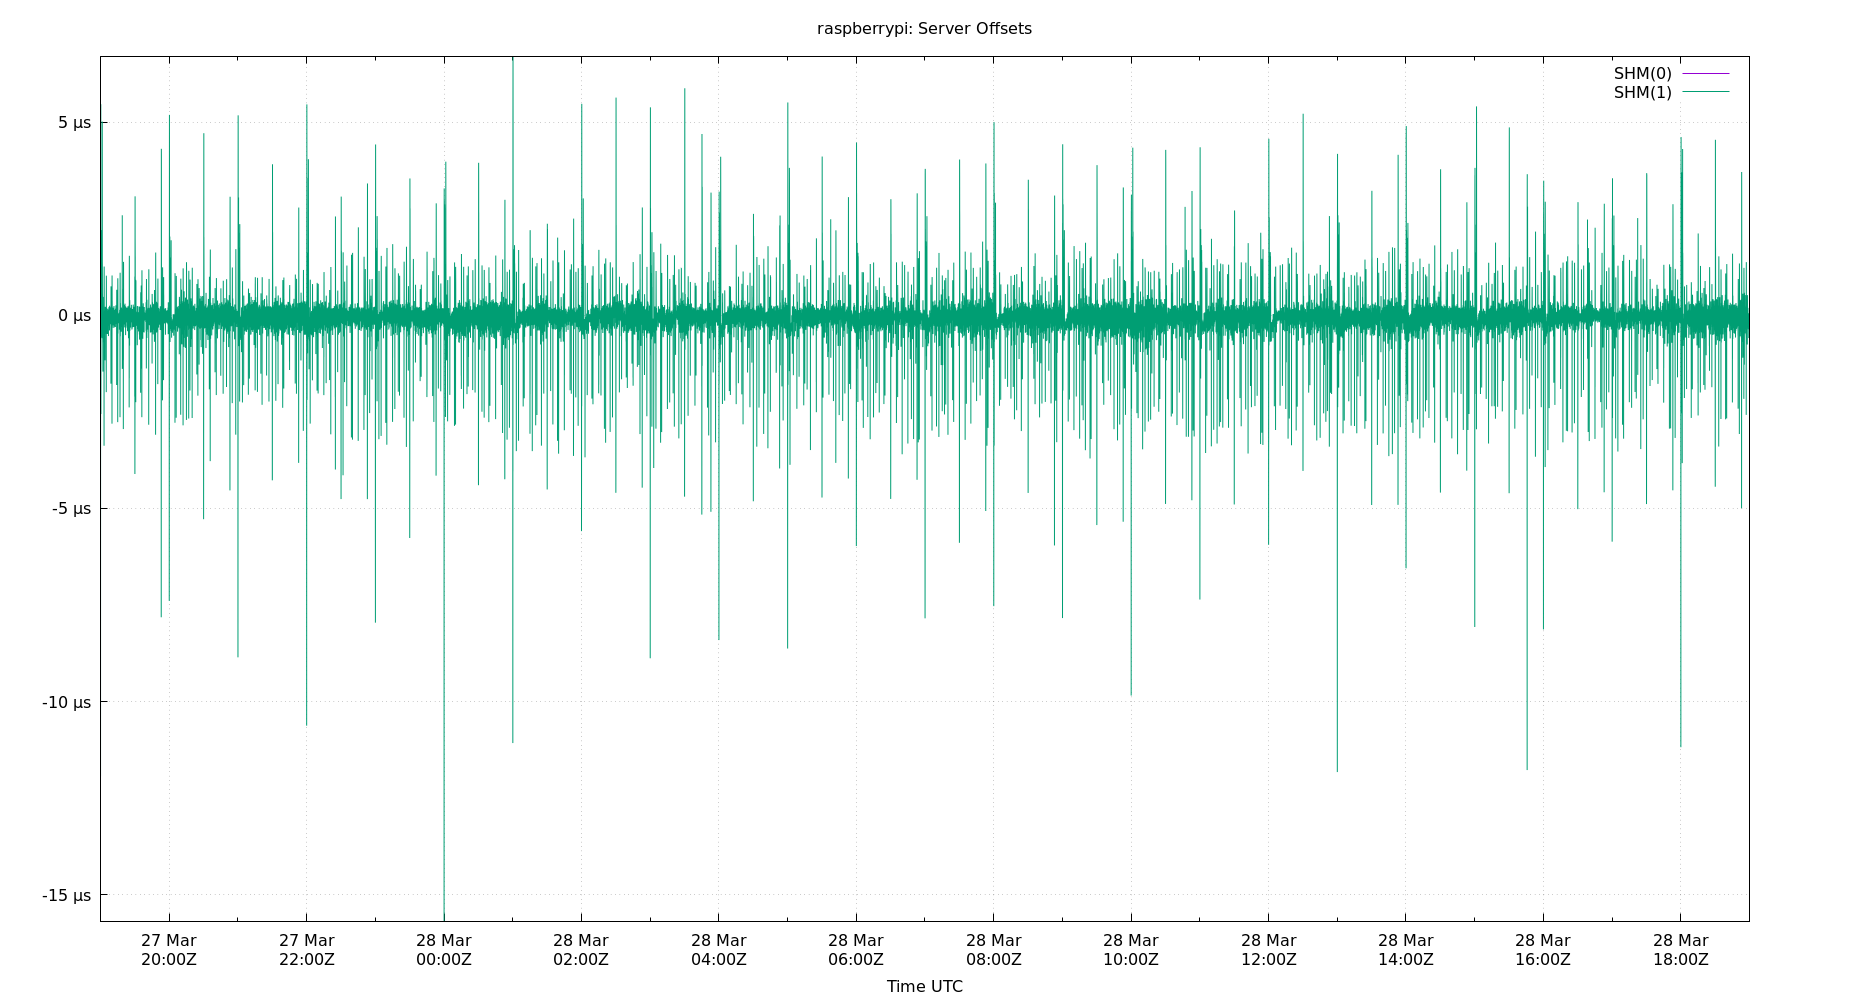 raspberrypi: Server Offsets
SHM(0)
SHM(1)
5 µs
0 µs
-5 µs
-10 µs
-15 µs
27 Mar 27 Mar 28 Mar 28 Mar 28 Mar 28 Mar 28 Mar 28 Mar 28 Mar 28 Mar 28 Mar 28 Mar
20:00Z 22:00Z 00:00Z 02:00Z 04:00Z 06:00Z 08:00Z 10:00Z 12:00Z 14:00Z 16:00Z 18:00Z
Time UTC